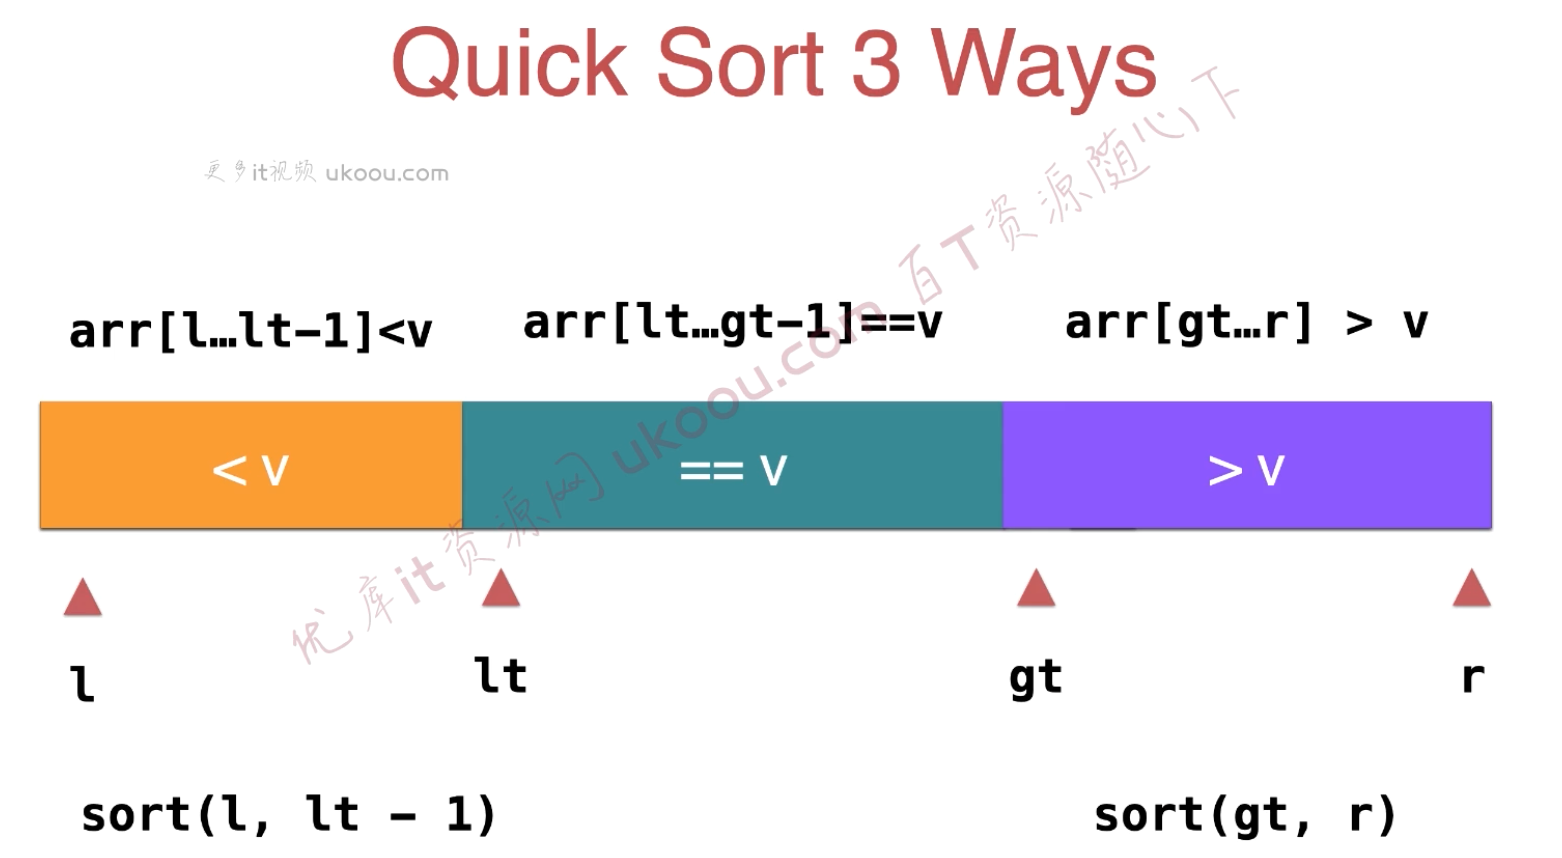 Quick Sort 3 Ways
更多it视频 ukoou.com
arr[l…lt-1]<v
arr[lt…gt-1]==v
arr[gt…r] > v
< v
== v
> v
优库it资源网 ukoou.com 百T资源随心下
l
lt
gt
r
sort(l, lt - 1)
sort(gt, r)